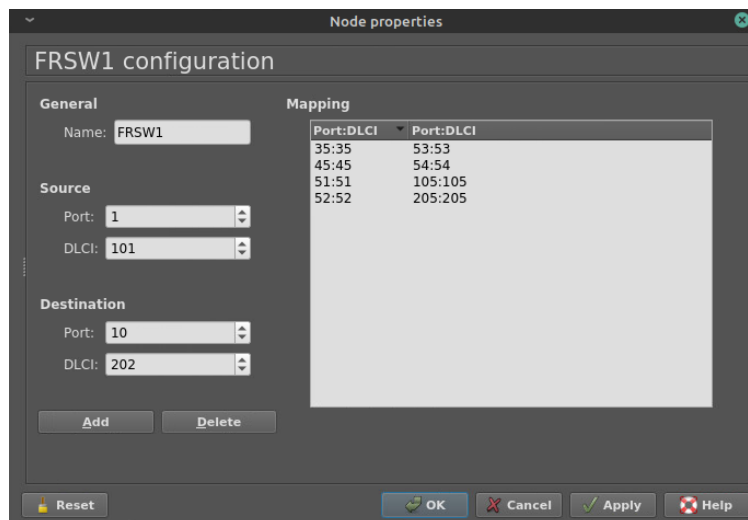 Node properties
FRSW1 configuration
General
Name: FRSW1
Source
Port: 1
DLCI: 101
Destination
Port: 10
DLCI: 202
Add Delete
Mapping
Port:DLCI Port:DLCI
35:35 53:53
45:45 54:54
51:51 105:105
52:52 205:205
Reset OK Cancel Apply Help